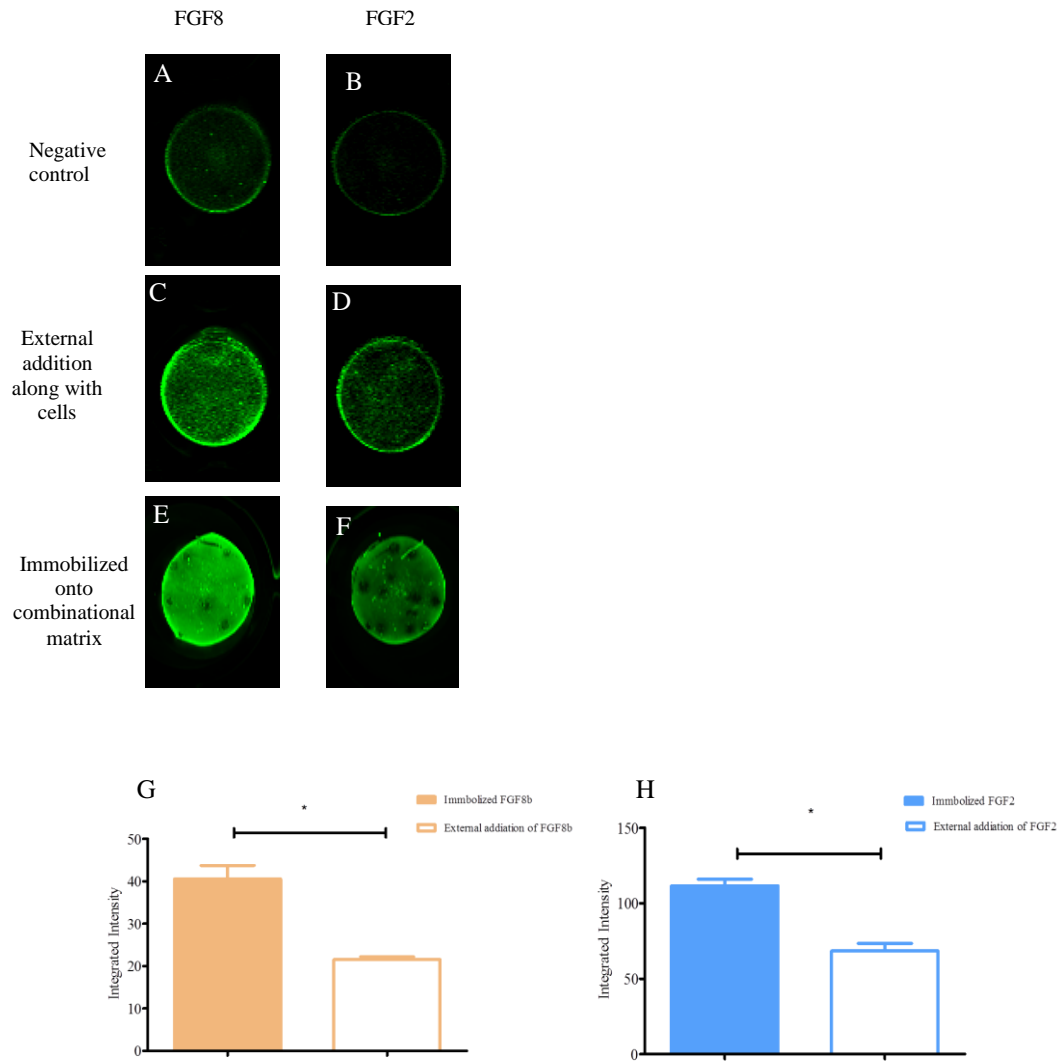 FGF8 FGF2
A
B
Negative
control
C
D
External
addition
along with
cells
E
F
Immobilized
onto
combinational
matrix
G
Immbolized FGF8b
External addiation of FGF8b
*
50
40
30
20
10
0
Integrated Intensity
H
Immbolized FGF2
External addiation of FGF2
*
150
100
50
0
Integrated Intensity